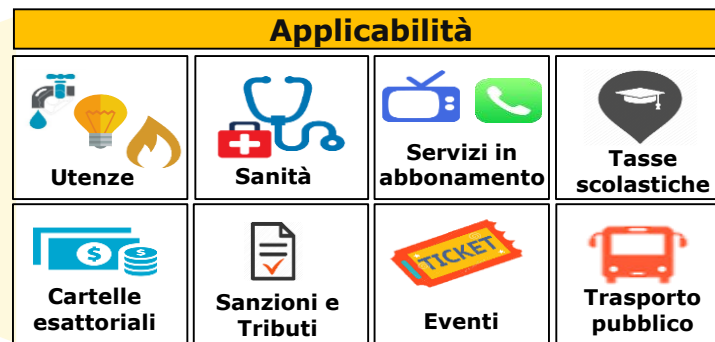 Applicabilità
Utenze
Sanità
Servizi in
abbonamento
Tasse
scolastiche
$
Cartelle
esattoriali
Sanzioni e
Tributi
TICKET
Eventi
Trasporto
pubblico